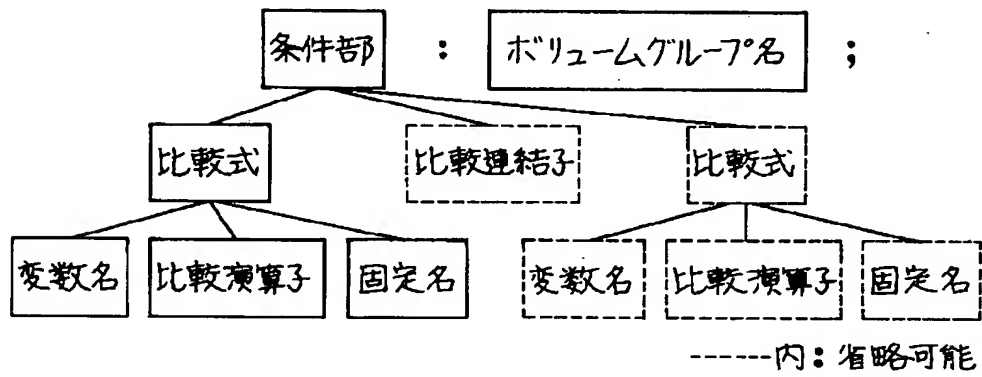 条件部 : ボリュームグループ名 ;
比較式 比較連結子 比較式
変数名 比較演算子 固定名 変数名 比較演算子 固定名
------内:省略可能